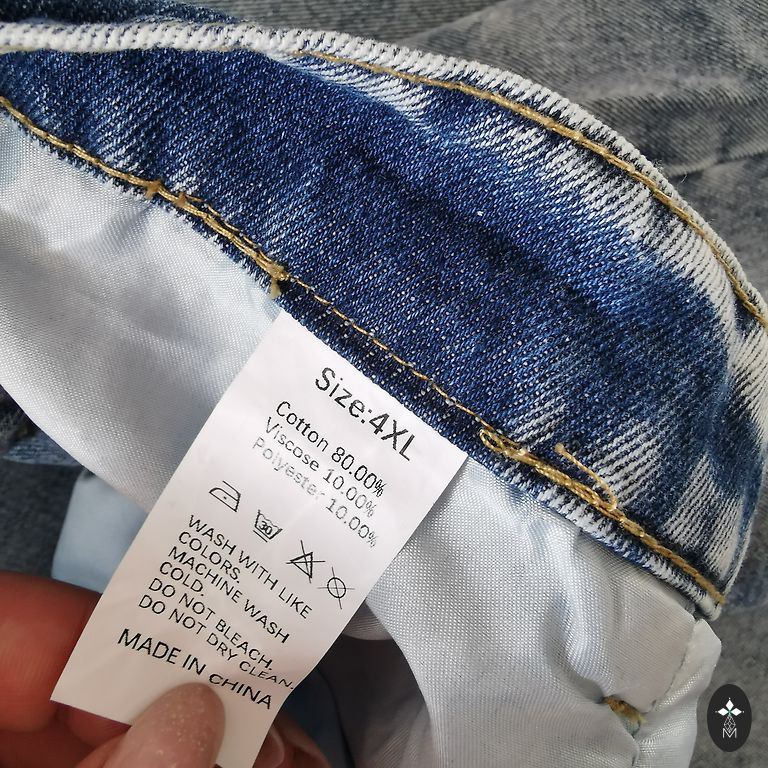 Size:4XL
Cotton 80.00%
Viscose 10.00%
Polyester 10.00%
30
WASH WITH LIKE
COLORS.
MACHINE WASH
COLD.
DO NOT BLEACH.
DO NOT DRY CLEAN.
MADE IN CHINA
M